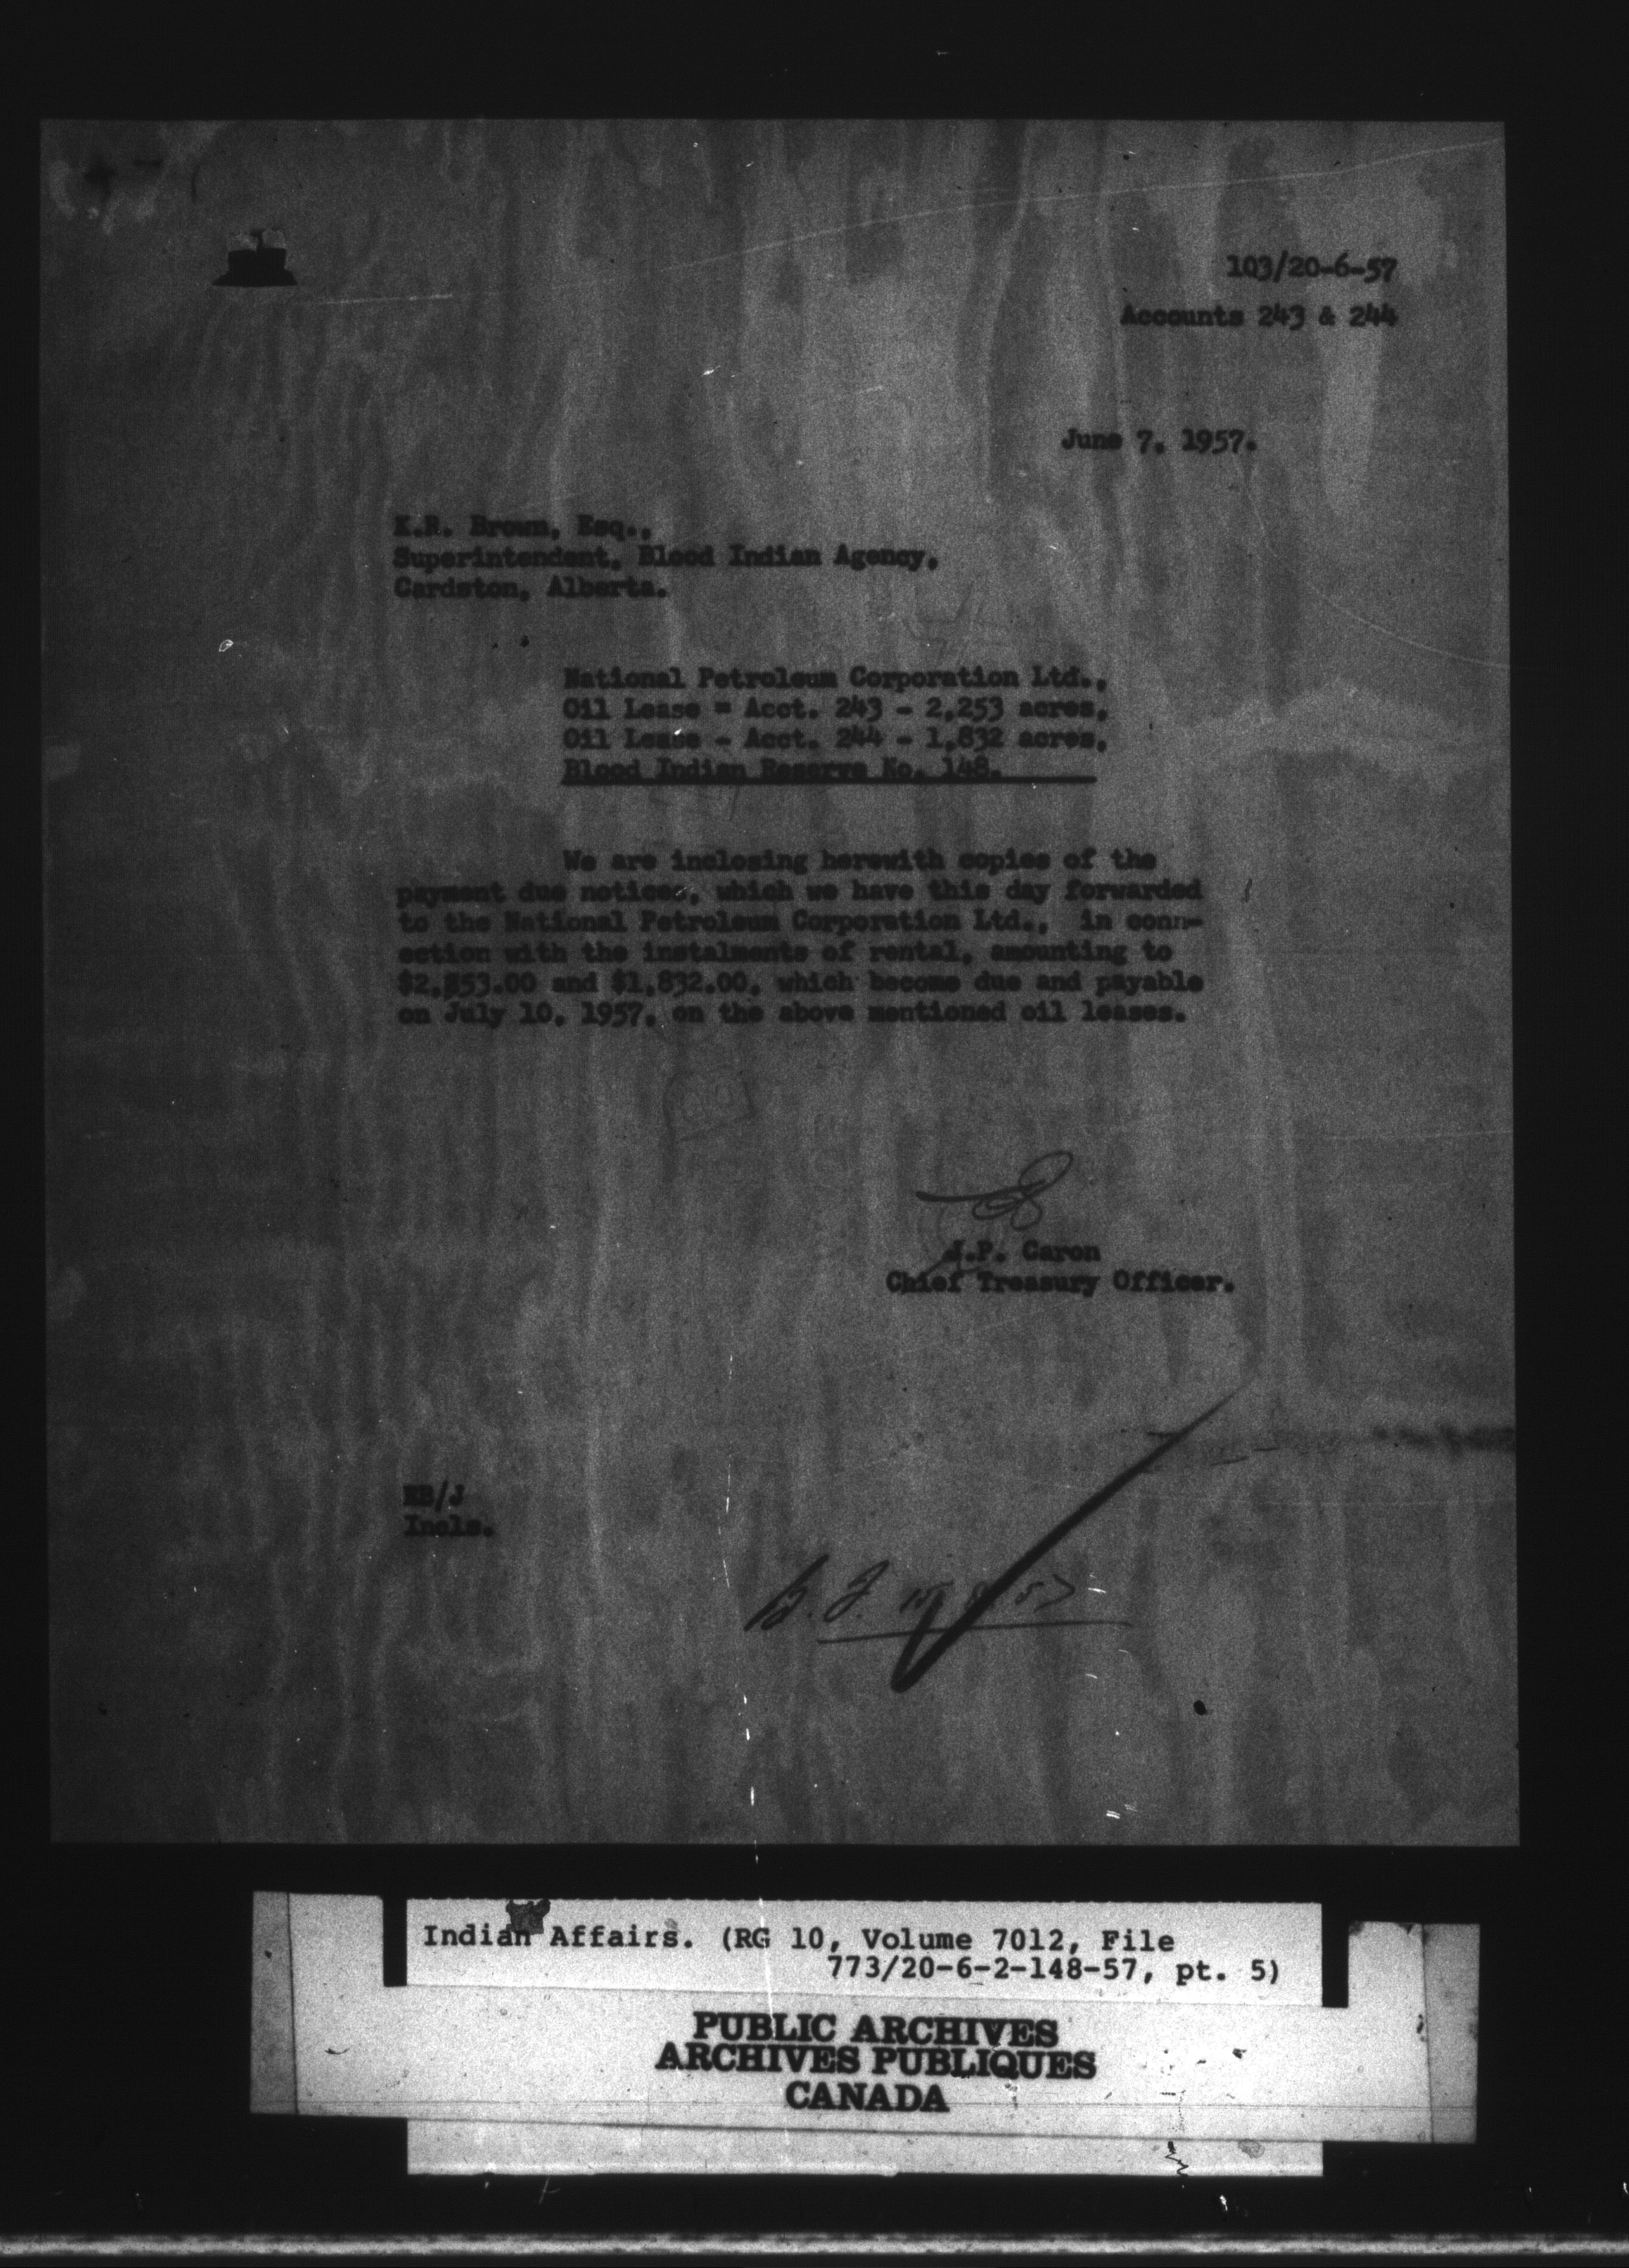 103/20-6-57
Accounts 243 & 244
June 7, 1957.
K.R. Brown, Esq.,
Superintendent, Blood Indian Agency,
Cardston, Alberta.
National Petroleum Corporation Ltd.,
Oil Lease = Acct. 243 - 2,253 acres,
Oil Lease - Acct. 244 - 1,832 acres,
Blood Indian Reserve No. 148.
We are inclosing herewith copies of the
payment due notices, which we have this day forwarded
to the National Petroleum Corporation Ltd., in conn-
ection with the instalments of rental, amounting to
$2,253.00 and $1,832.00, which become due and payable
on July 10, 1957, on the above mentioned oil leases.
J.P. Caron
Chief Treasury Officer.
/J
Incls.
B.F. 57
Indian Affairs. (RG 10, Volume 7012, File
773/20-6-2-148-57, pt. 5)
PUBLIC ARCHIVES
ARCHIVES PUBLIQUES
CANADA